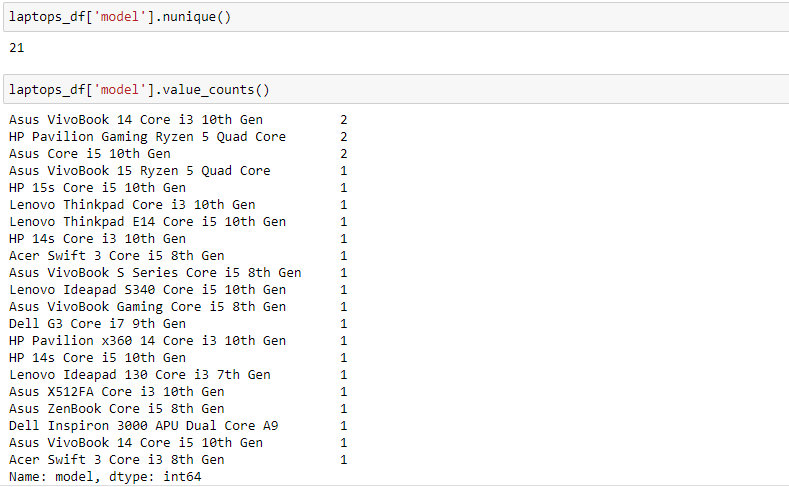 laptops_df['model'].nunique()
21
laptops_df['model'].value_counts()
Asus VivoBook 14 Core i3 10th Gen 2
HP Pavilion Gaming Ryzen 5 Quad Core 2
Asus Core i5 10th Gen 2
Asus VivoBook 15 Ryzen 5 Quad Core 1
HP 15s Core i5 10th Gen 1
Lenovo Thinkpad Core i3 10th Gen 1
Lenovo Thinkpad E14 Core i5 10th Gen 1
HP 14s Core i3 10th Gen 1
Acer Swift 3 Core i5 8th Gen 1
Asus VivoBook S Series Core i5 8th Gen 1
Lenovo Ideapad S340 Core i5 10th Gen 1
Asus VivoBook Gaming Core i5 8th Gen 1
Dell G3 Core i7 9th Gen 1
HP Pavilion x360 14 Core i3 10th Gen 1
HP 14s Core i5 10th Gen 1
Lenovo Ideapad 130 Core i3 7th Gen 1
Asus X512FA Core i3 10th Gen 1
Asus ZenBook Core i5 8th Gen 1
Dell Inspiron 3000 APU Dual Core A9 1
Asus VivoBook 14 Core i5 10th Gen 1
Acer Swift 3 Core i3 8th Gen 1
Name: model, dtype: int64